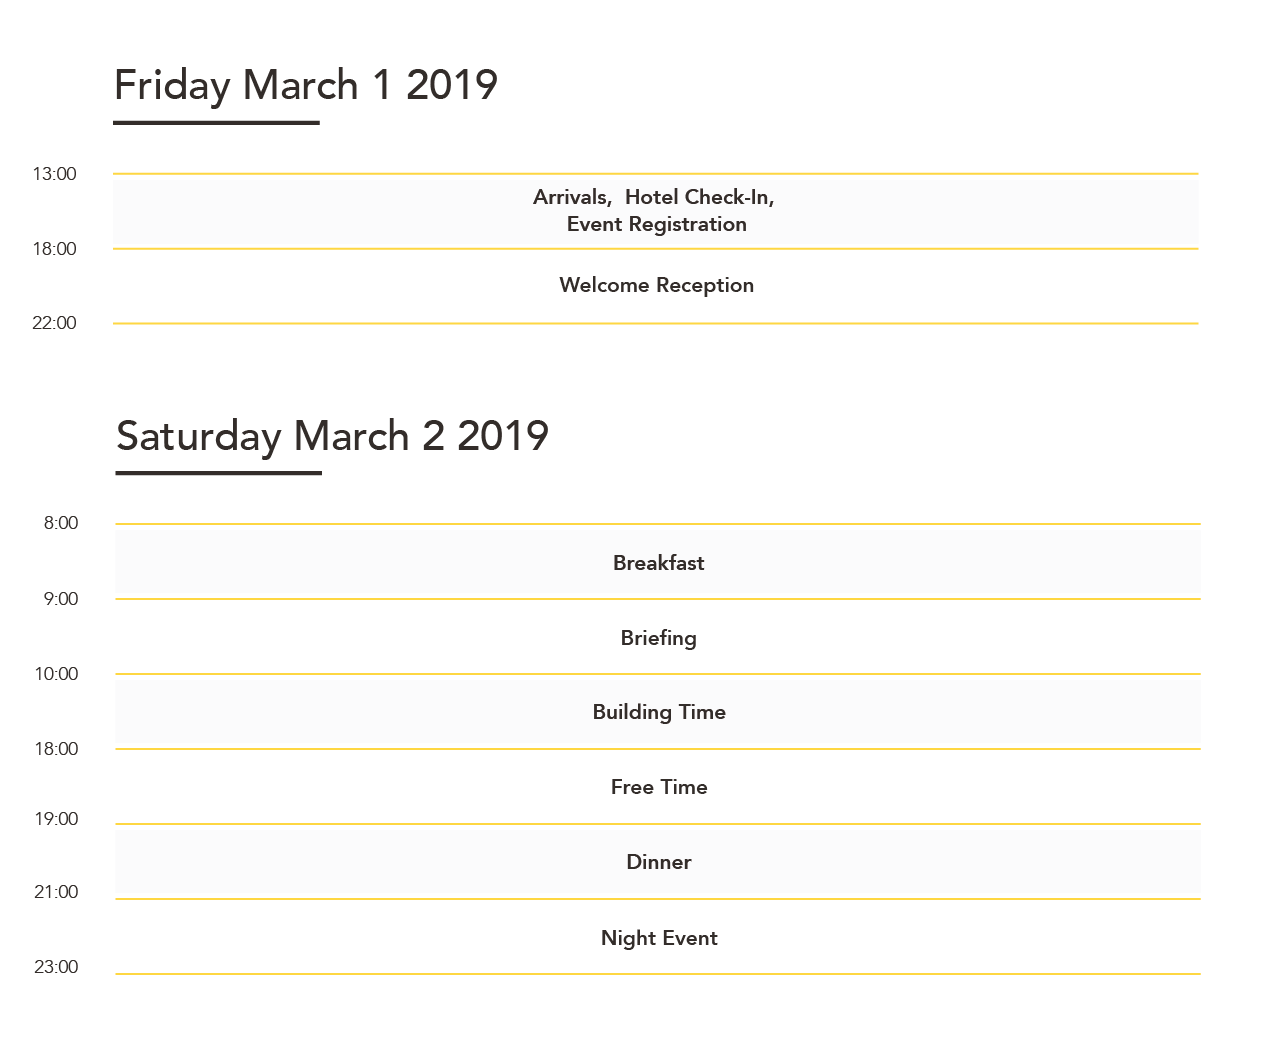 Friday March 1 2019
13:00
Arrivals,  Hotel Check-In,
Event Registration
18:00
Welcome Reception
22:00
Saturday March 2 2019
8:00
Breakfast
9:00
Briefing
10:00
Building Time
18:00
Free Time
19:00
Dinner
21:00
Night Event
23:00